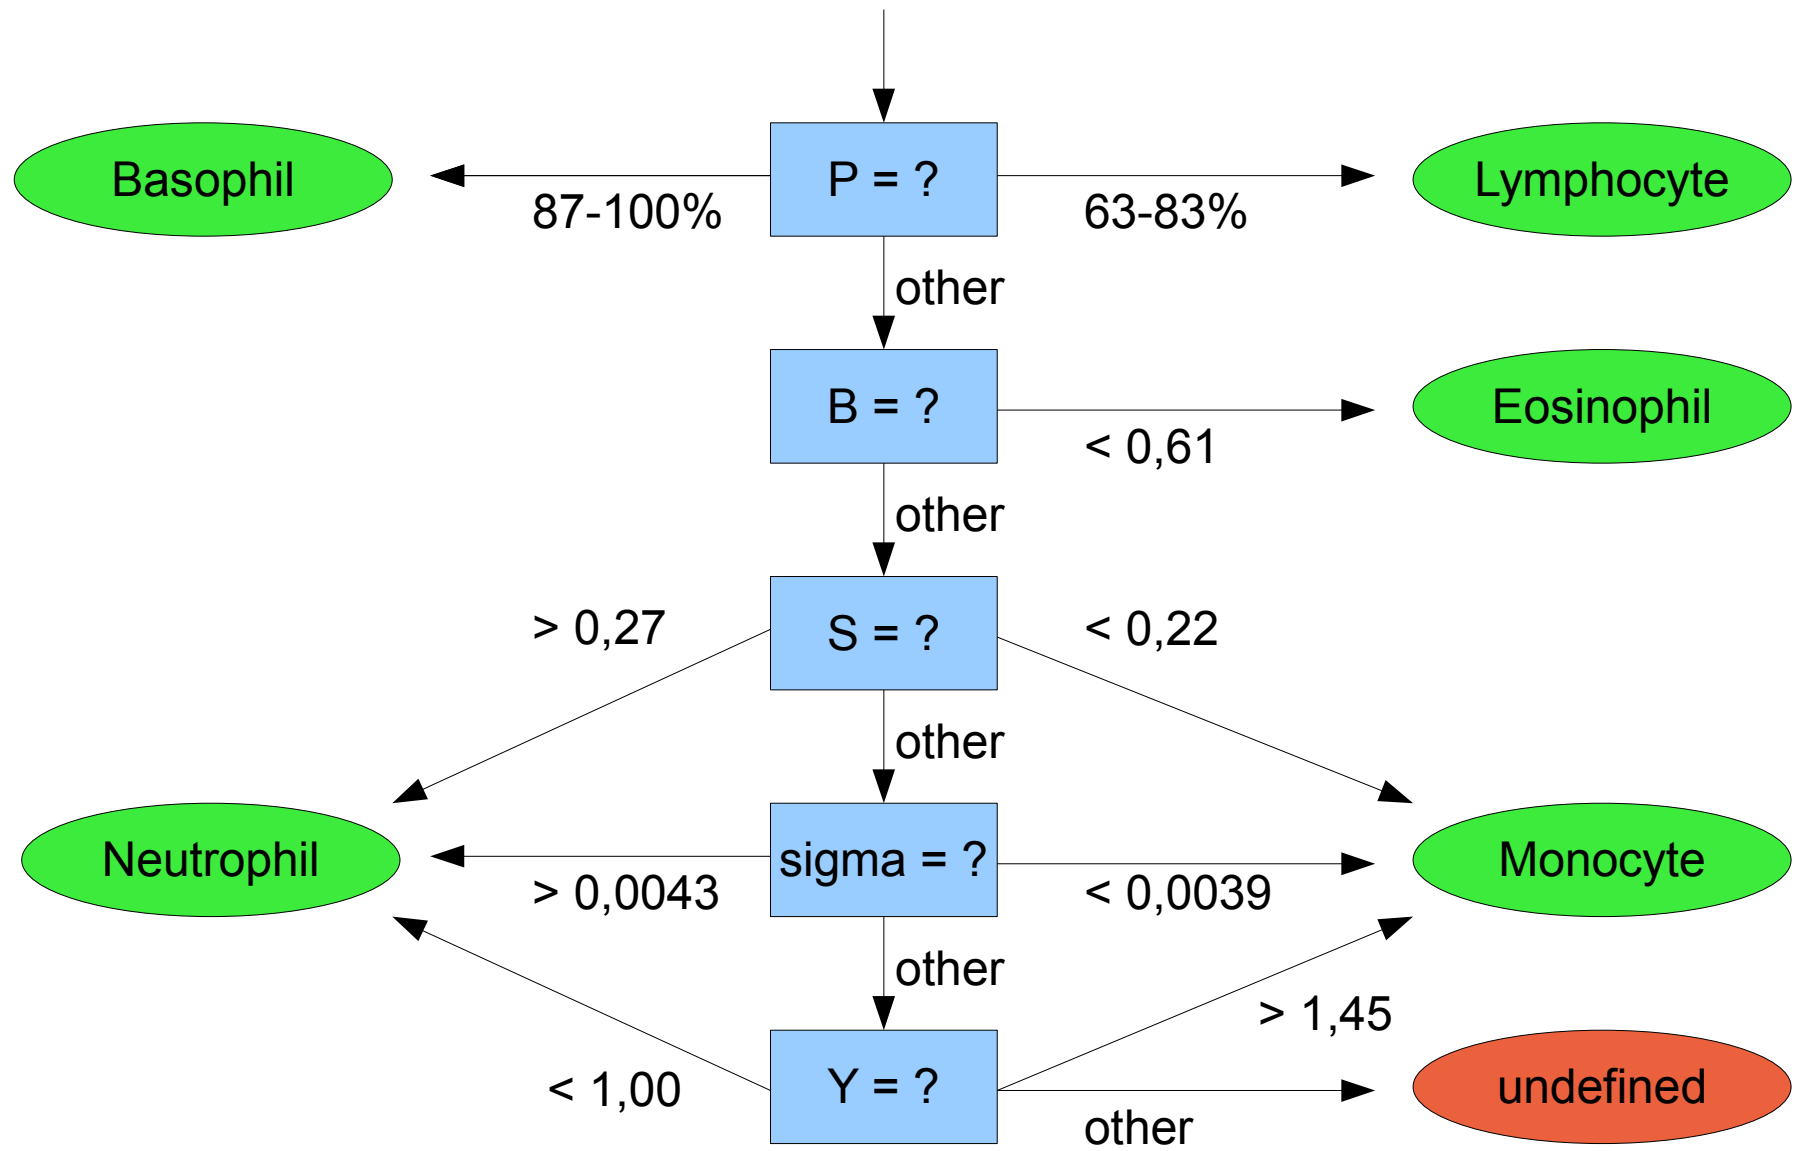 Basophil
P = ?
Lymphocyte
87-100%
63-83%
other
B = ?
Eosinophil
< 0,61
other
> 0,27
S = ?
< 0,22
other
Neutrophil
sigma = ?
Monocyte
> 0,0043
< 0,0039
other
> 1,45
< 1,00
Y = ?
undefined
other